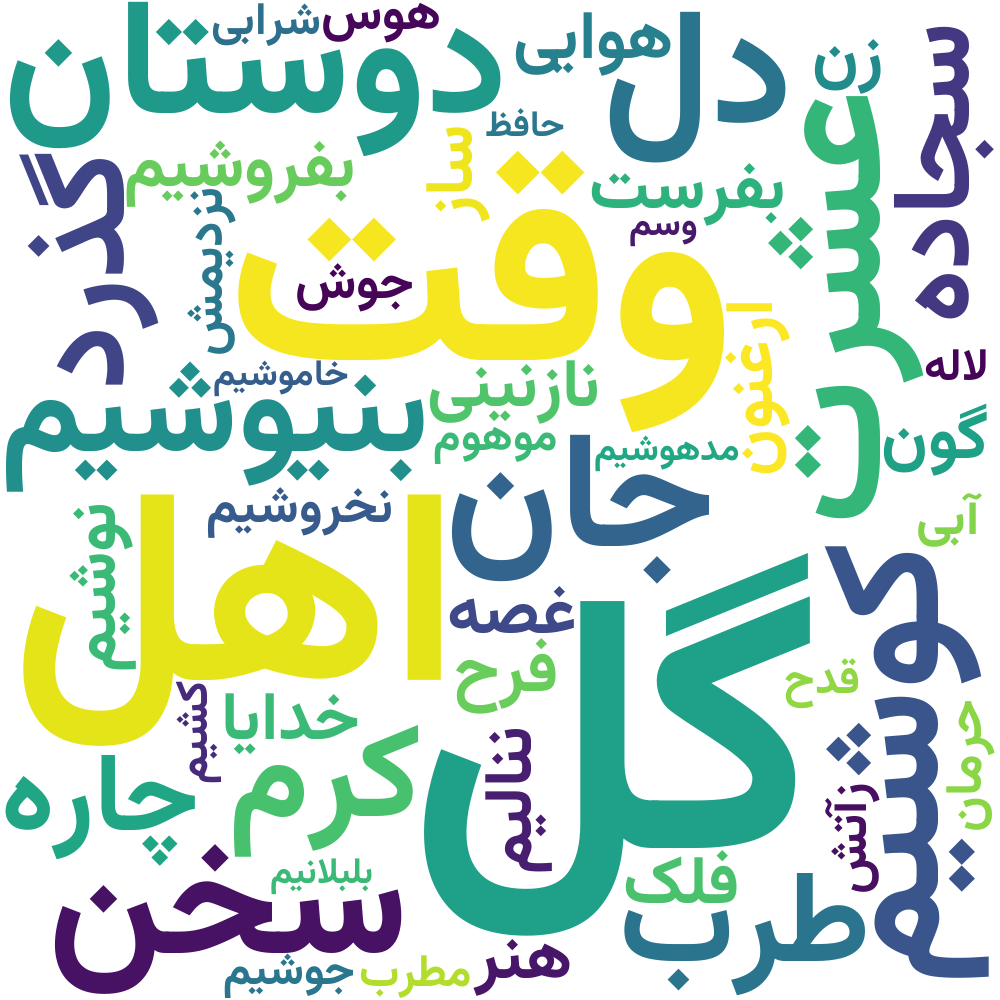 هوس
شرابی
دوستان
هوایی
دل
زن
سجاده
حافظ
عشرت
بفروشیم
ساز
وقت
بفرست
گذرد
نزدیمش
وسم
جوش
ارغنون
لاله
خاموشیم
نازنینی
بنیوشیم
موهوم
مدهوشیم
گون
جان
نخروشیم
آبی
نوشیم
اهل
غصه
گل
کوشیم
فرح
قدح
کشیم
خدایا
حرمان
کرم
ننالیم
چاره
زآتش
بلبلانیم
فلک
سخن
طرب
هنر
مطرب
جوشیم